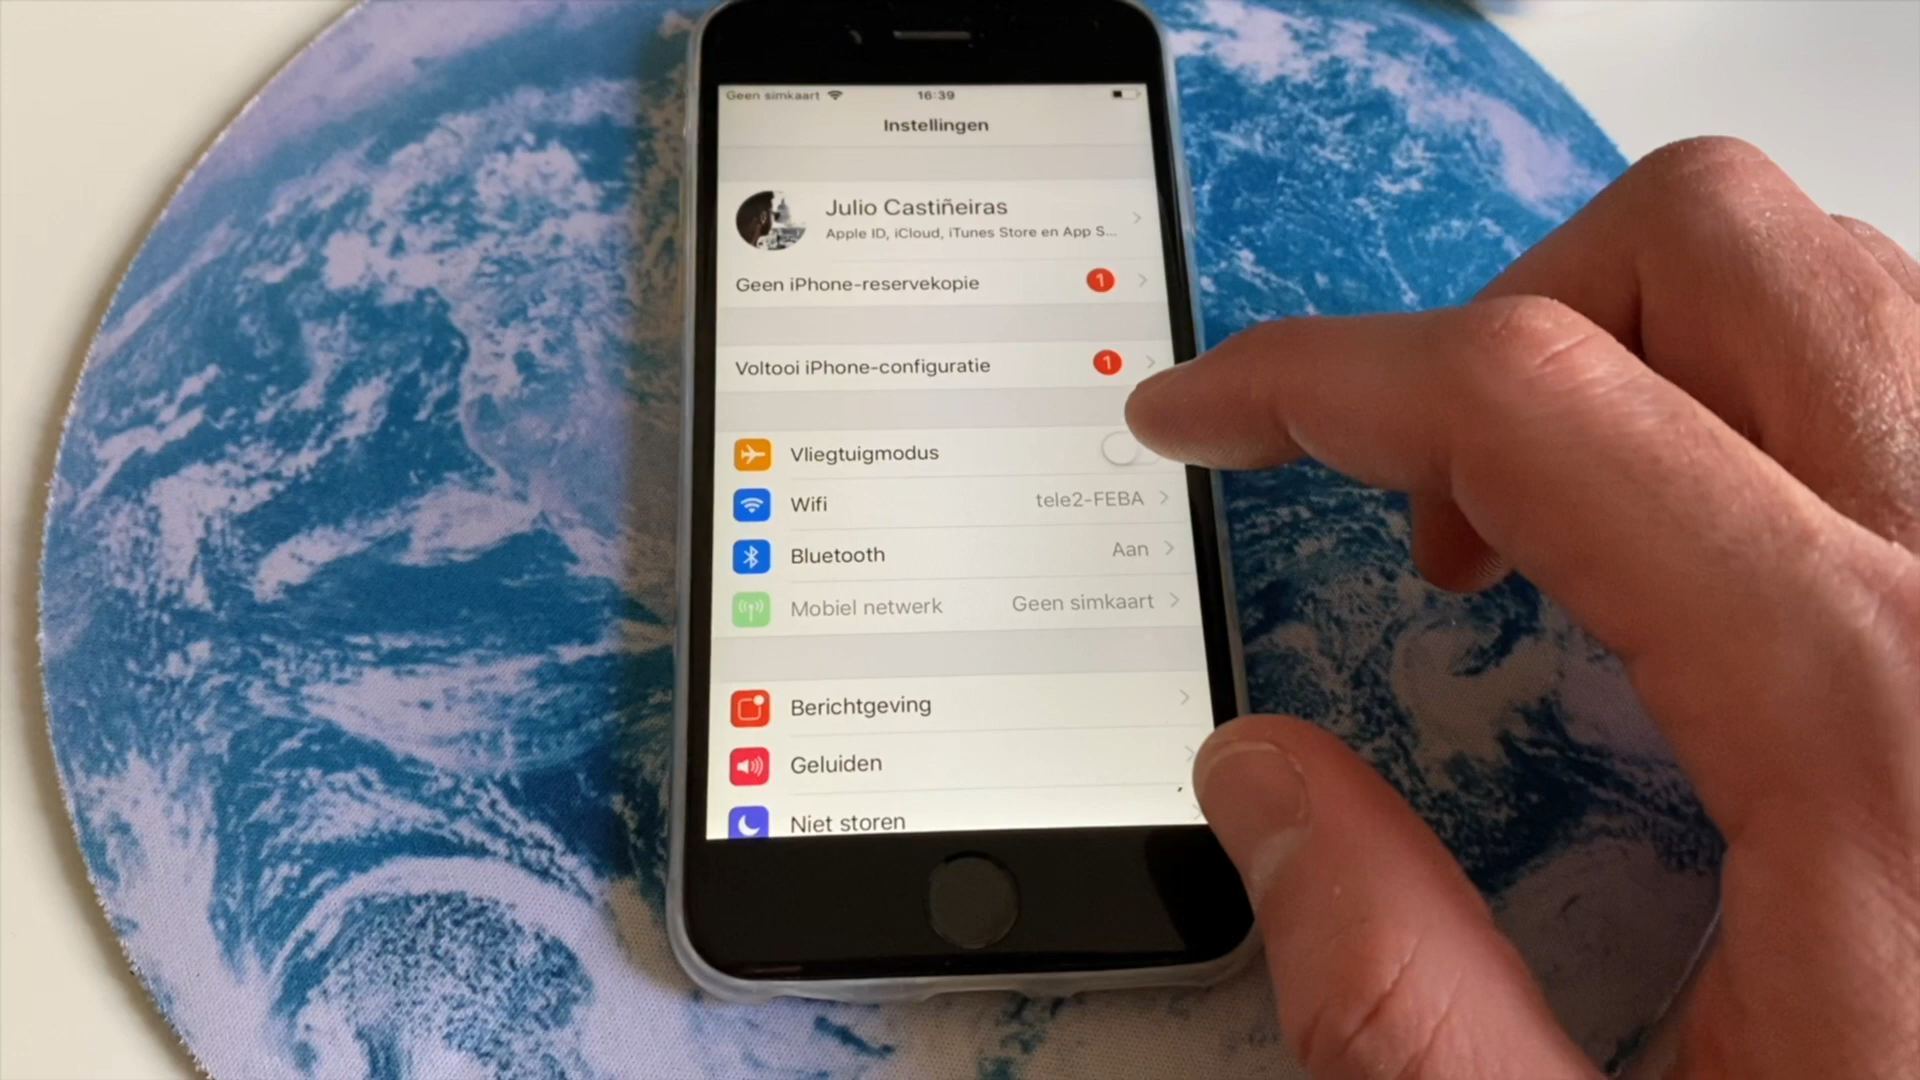 Geen simkaart 16:39
Instellingen
Julio Castiñeiras
Apple ID, iCloud, iTunes Store en App S...
Geen iPhone-reservekopie 1
Voltooi iPhone-configuratie 1
Vliegtuigmodus
Wifi tele2-FEBA
Bluetooth Aan
Mobiel netwerk Geen simkaart
Berichtgeving
Geluiden
Niet storen